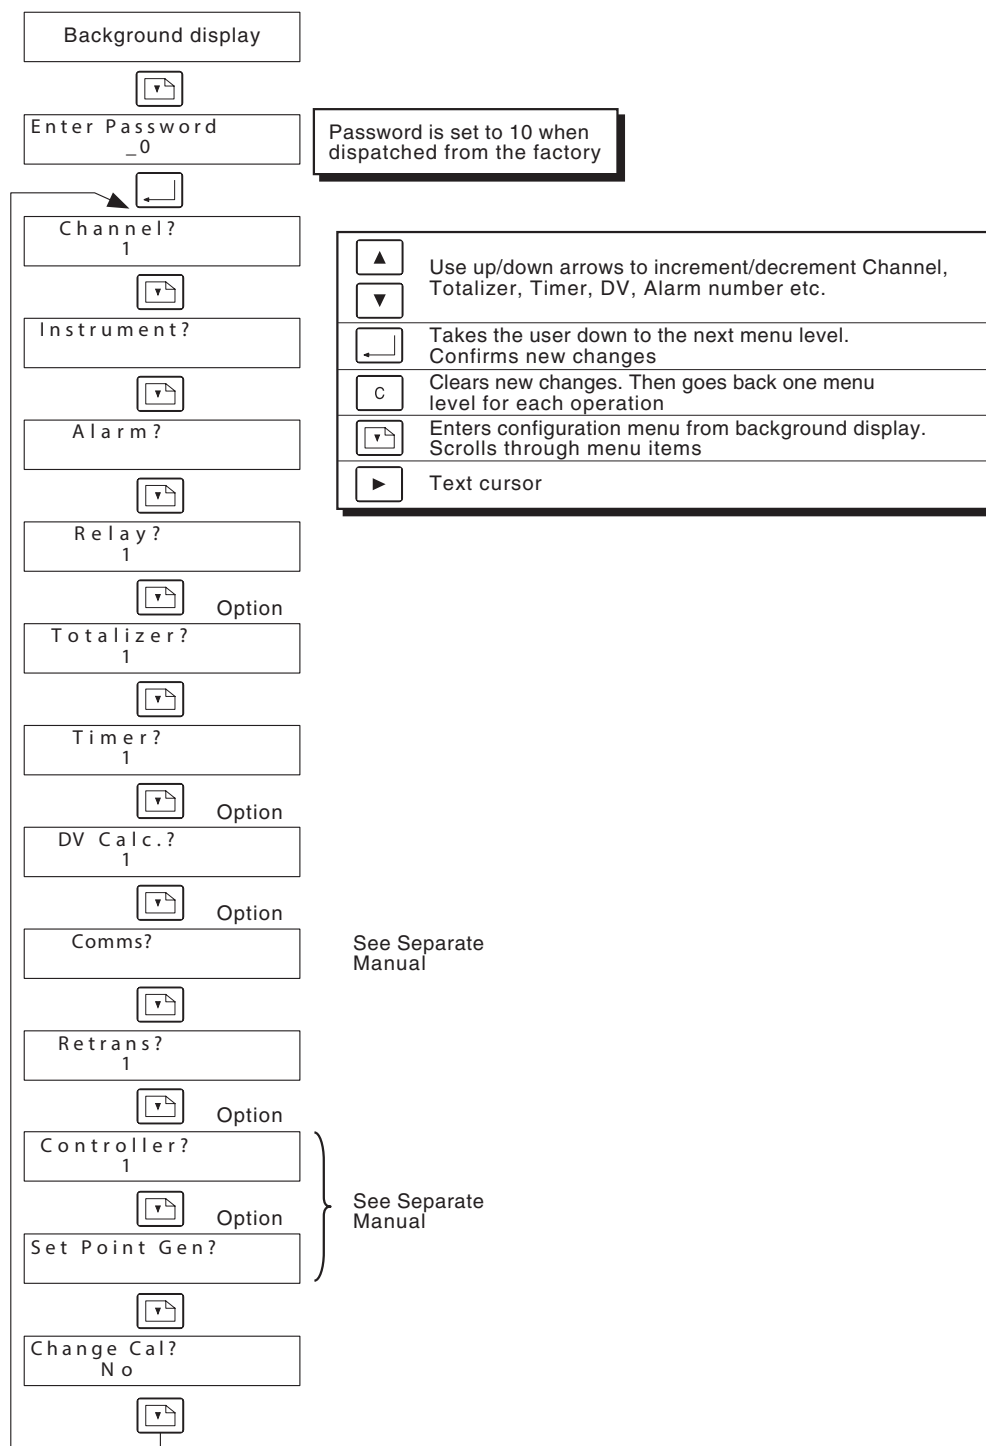 Background display
Enter Password
_0
Password is set to 10 when
dispatched from the factory
Channel?
1
Use up/down arrows to increment/decrement Channel,
Totalizer, Timer, DV, Alarm number etc.
Takes the user down to the next menu level.
Confirms new changes
C
Clears new changes. Then goes back one menu
level for each operation
Enters configuration menu from background display.
Scrolls through menu items
Text cursor
Instrument?
Alarm?
Relay?
1
Option
Totalizer?
1
Timer?
1
Option
DV Calc.?
1
Option
Comms?
See Separate
Manual
Retrans?
1
Option
Controller?
1
Option
Set Point Gen?
See Separate
Manual
Change Cal?
No